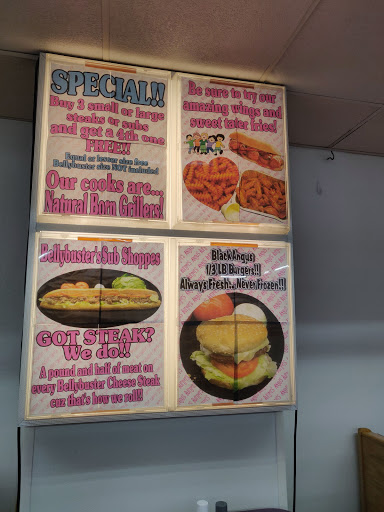 SPECIAL!!
Buy 3 small or large
steaks or subs
and get a 4th one
FREE!!
Equal or lesser size free
Bellybuster size NOT included
Our cooks are...
Natural Born Grillers!
Be sure to try our
amazing wings and
sweet tater fries!
Bellybuster's Sub Shoppes
GOT STEAK?
We do!!
A pound and half of meat on
every Bellybuster Cheese Steak
cuz that's how we roll!!
Black Angus
1/3 LB Burgers!!
Always Fresh... Never Frozen!!!